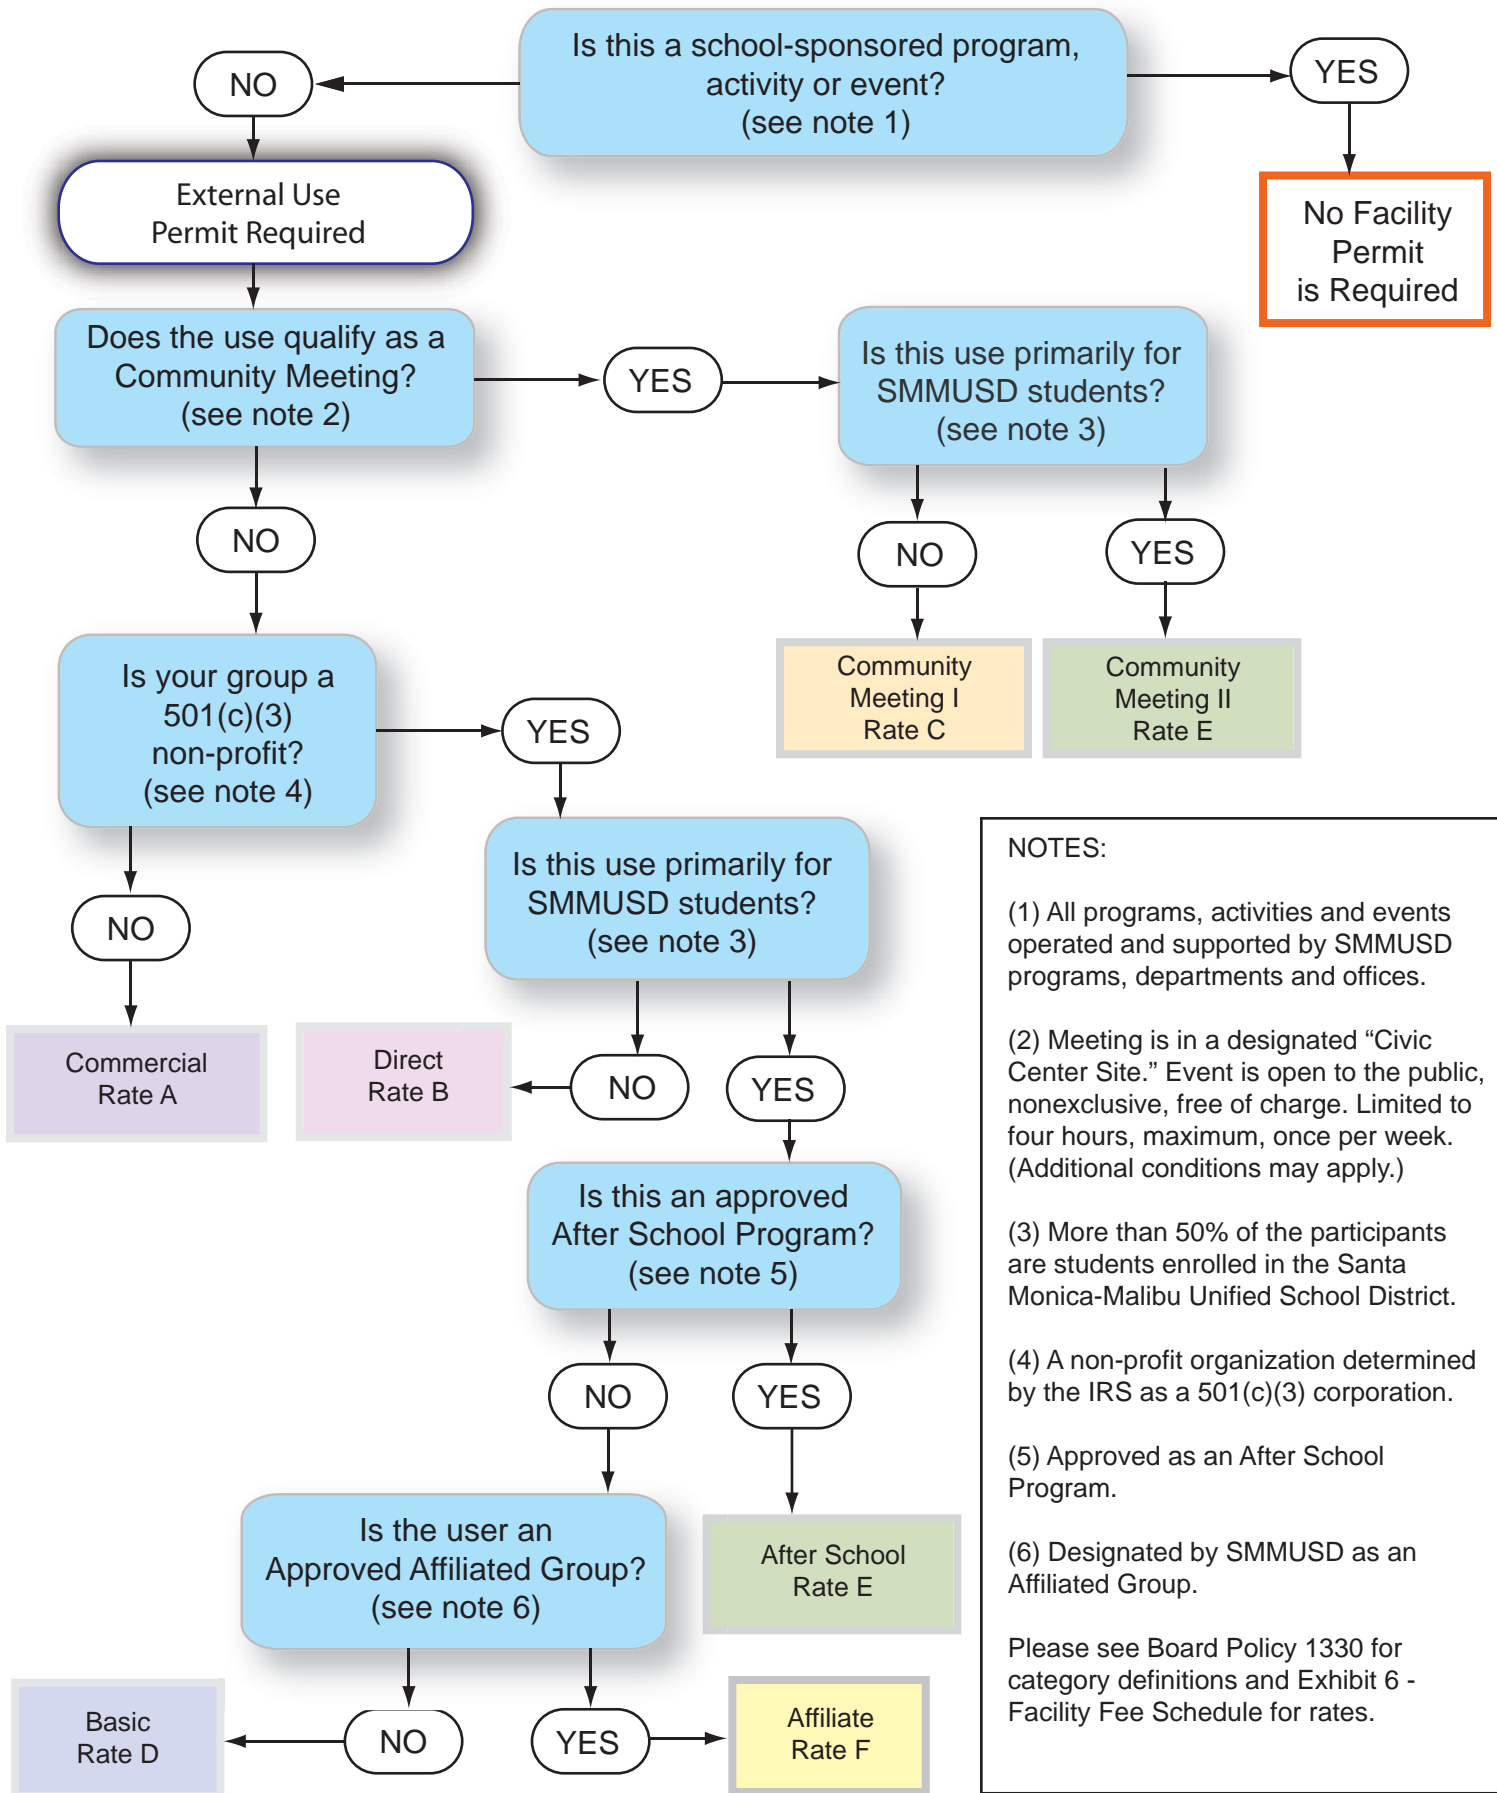 Is this a school-sponsored program,
activity or event?
(see note 1)
NO
YES
External Use
Permit Required
No Facility
Permit
is Required
Does the use qualify as a
Community Meeting?
(see note 2)
YES
Is this use primarily for
SMMUSD students?
(see note 3)
NO
NO
YES
Community
Meeting I
Rate C
Community
Meeting II
Rate E
Is your group a
501(c)(3)
non-profit?
(see note 4)
YES
NO
Is this use primarily for
SMMUSD students?
(see note 3)
Commercial
Rate A
Direct
Rate B
NO
YES
Is this an approved
After School Program?
(see note 5)
NO
YES
Is the user an
Approved Affiliated Group?
(see note 6)
After School
Rate E
Basic
Rate D
NO
YES
Affiliate
Rate F
NOTES:
(1) All programs, activities and events
operated and supported by SMMUSD
programs, departments and offices.
(2) Meeting is in a designated “Civic
Center Site.” Event is open to the public,
nonexclusive, free of charge. Limited to
four hours, maximum, once per week.
(Additional conditions may apply.)
(3) More than 50% of the participants
are students enrolled in the Santa
Monica-Malibu Unified School District.
(4) A non-profit organization determined
by the IRS as a 501(c)(3) corporation.
(5) Approved as an After School
Program.
(6) Designated by SMMUSD as an
Affiliated Group.
Please see Board Policy 1330 for
category definitions and Exhibit 6 -
Facility Fee Schedule for rates.